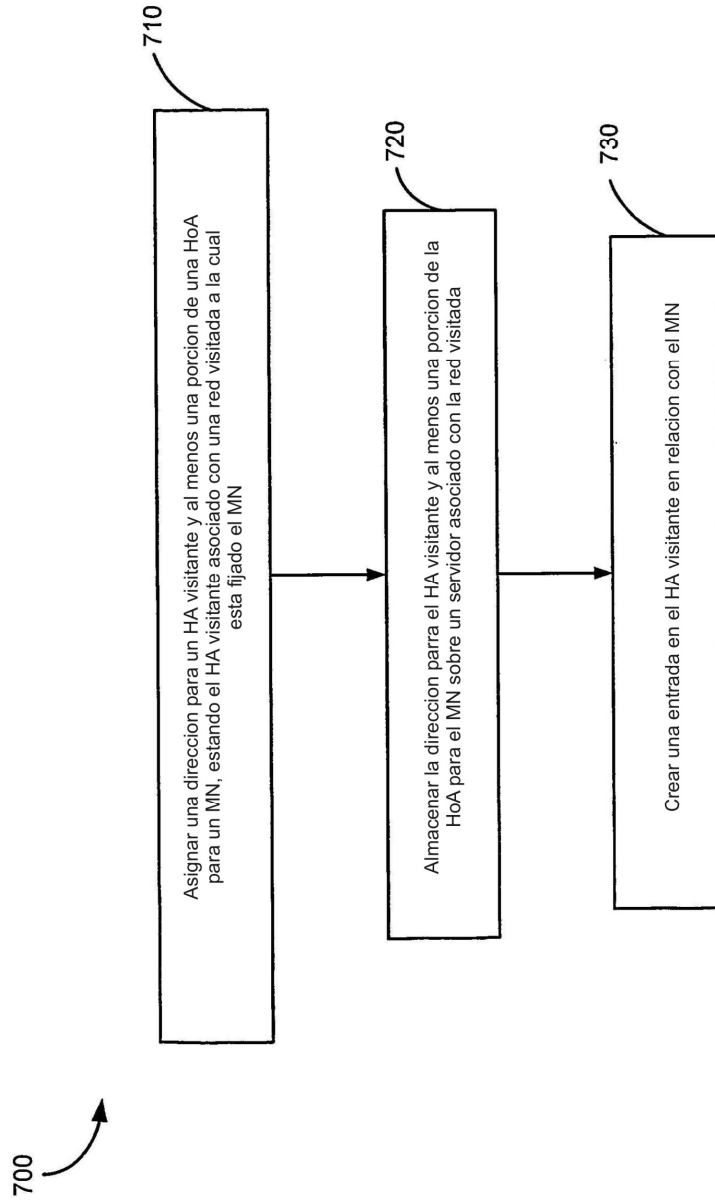 700
710
Asignar una direccion para un HA visitante y al menos una porcion de una HoA
para un MN, estando el HA visitante asociado con una red visitada a la cual
esta fijado el MN
720
Almacenar la direccion parra el HA visitante y al menos una porcion de la
HoA para el MN sobre un servidor asociado con la red visitada
730
Crear una entrada en el HA visitante en relacion con el MN